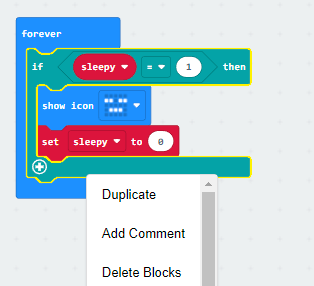 forever
if sleepy = 1 then
show icon
set sleepy to 0
Duplicate
Add Comment
Delete Blocks